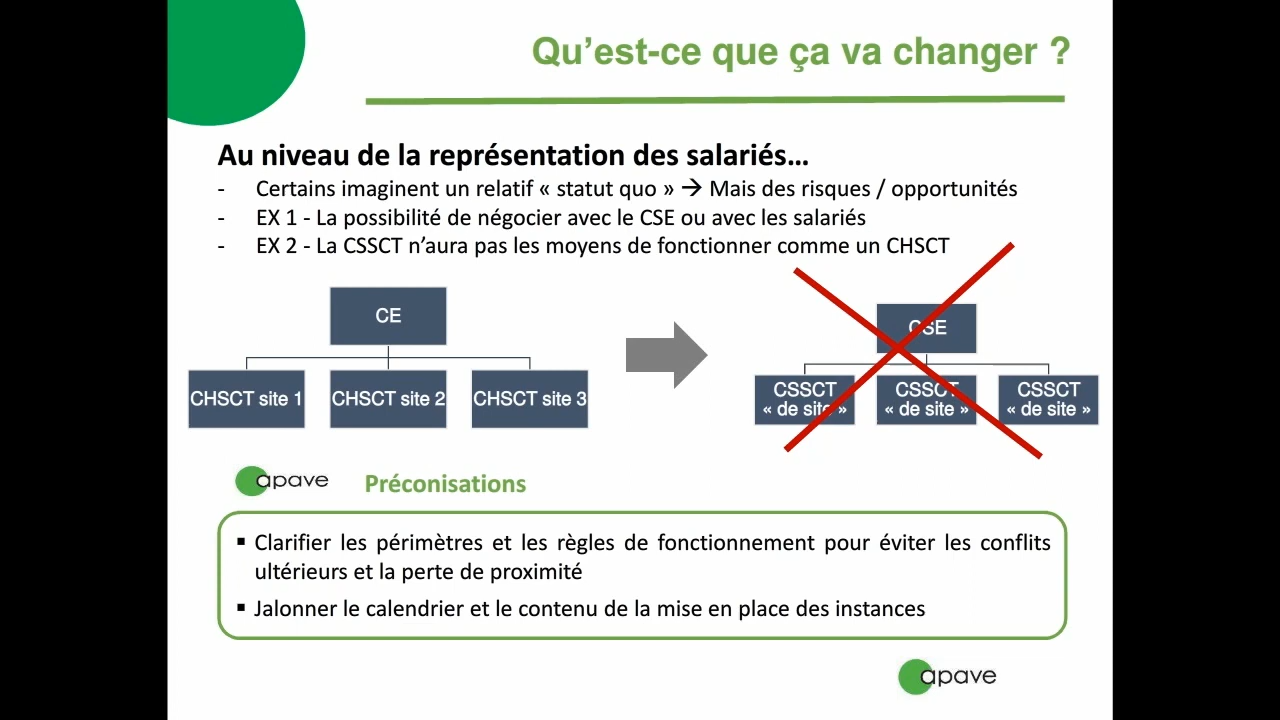 Qu’est-ce que ça va changer ?
Au niveau de la représentation des salariés…
- Certains imaginent un relatif « statut quo » → Mais des risques / opportunités
- EX 1 - La possibilité de négocier avec le CSE ou avec les salariés
- EX 2 - La CSSCT n’aura pas les moyens de fonctionner comme un CHSCT
CE
CHSCT site 1
CHSCT site 2
CHSCT site 3
CSE
CSSCT
« de site »
CSSCT
« de site »
CSSCT
« de site »
apave
Préconisations
▪ Clarifier les périmètres et les règles de fonctionnement pour éviter les conflits
ultérieurs et la perte de proximité
▪ Jalonner le calendrier et le contenu de la mise en place des instances
apave